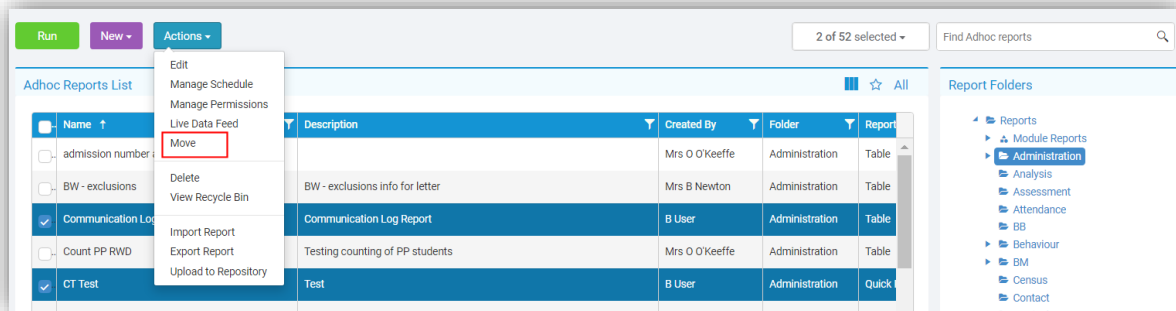 Run New Actions 2 of 52 selected Find Adhoc reports
Edit
Manage Schedule
Manage Permissions
Live Data Feed
Move
Delete
View Recycle Bin
Import Report
Export Report
Upload to Repository
Adhoc Reports List All
Name Description Created By Folder Report
admission number Mrs O O'Keeffe Administration Table
BW - exclusions BW - exclusions info for letter Mrs B Newton Administration Table
Communication Log Communication Log Report B User Administration Table
Count PP RWD Testing counting of PP students Mrs O O'Keeffe Administration Table
CT Test Test B User Administration Quick
Report Folders
Reports
Module Reports
Administration
Analysis
Assessment
Attendance
BB
Behaviour
BM
Census
Contact